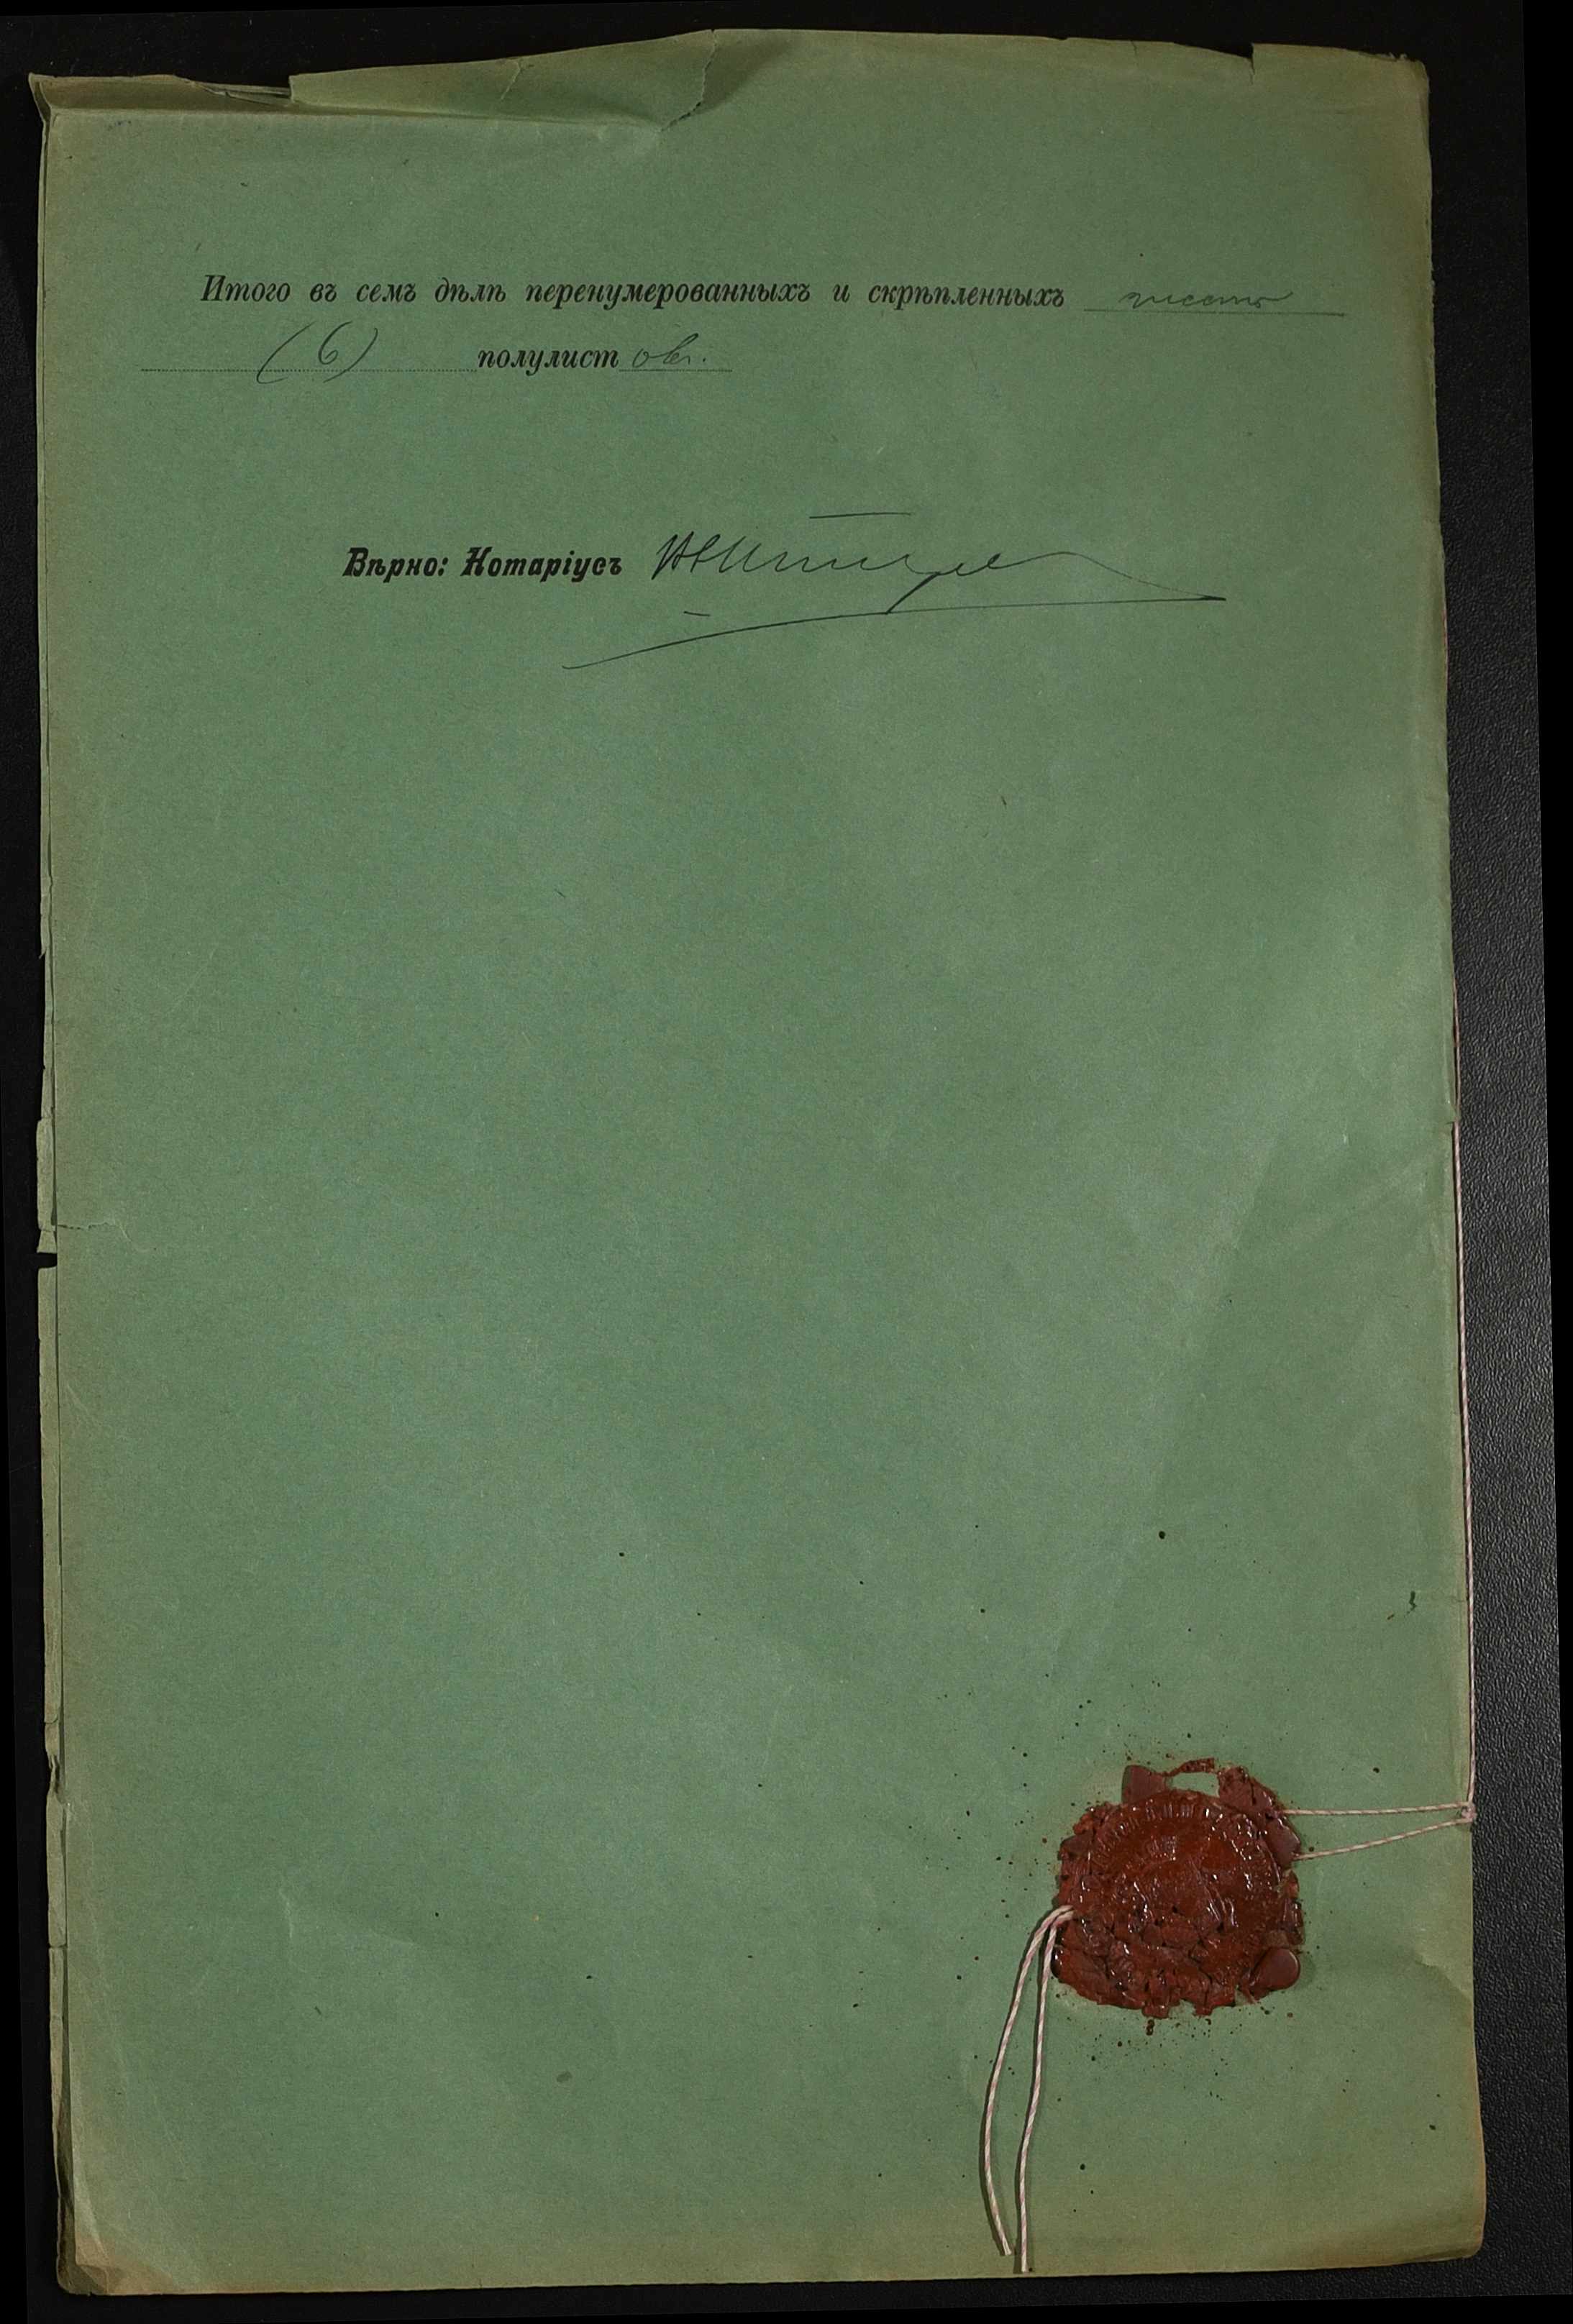 Итого въ семъ дѣлѣ перенумерованныхъ и скрѣпленныхъ шесть
(6) полулистовъ.
Вѣрно: Нотаріусъ